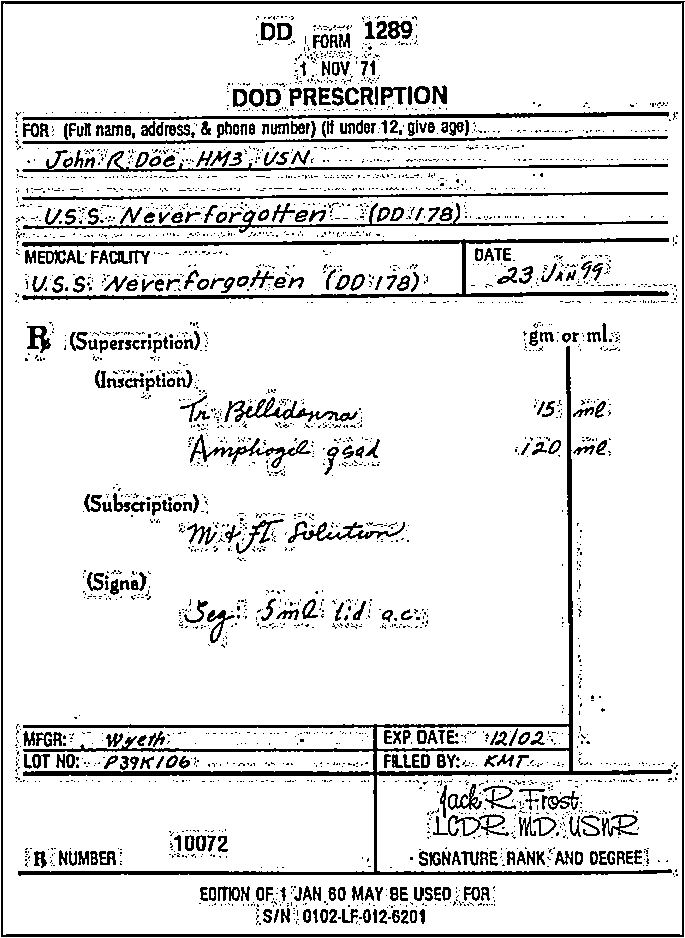 DD FORM 1289
1 NOV 71
DOD PRESCRIPTION
FOR: (Full name, address, & phone number) (If under 12, give age)
John R. Doe, HM3, USN
U.S.S. Neverforgotten (DD 178)
MEDICAL FACILITY
U.S.S. Neverforgotten (DD 178)
DATE
23 Jan 99
℞ (Superscription)
gm or ml.
(Inscription)
Tr Belladonna 15 ml
Amphogel qsad 120 ml
(Subscription)
M & ft Solution
(Signa)
Sig: 5 ml tid a.c.
MFGR: Wyeth
EXP DATE: 12/02
LOT NO: P39K106
FILLED BY: KMT
℞ NUMBER 10072
Jack R. Frost
LCDR, MD, USNR
SIGNATURE RANK AND DEGREE
EDITION OF 1 JAN 60 MAY BE USED FOR
S/N 0102-LF-012-6201